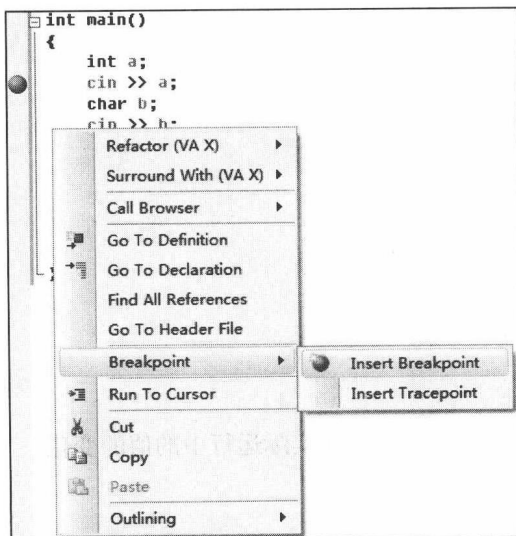 int main()
{
int a;
cin >> a;
char b;
cin >> b;
}
Refactor (VA X)
Surround With (VA X)
Call Browser
Go To Definition
Go To Declaration
Find All References
Go To Header File
Breakpoint
Insert Breakpoint
Insert Tracepoint
Run To Cursor
Cut
Copy
Paste
Outlining